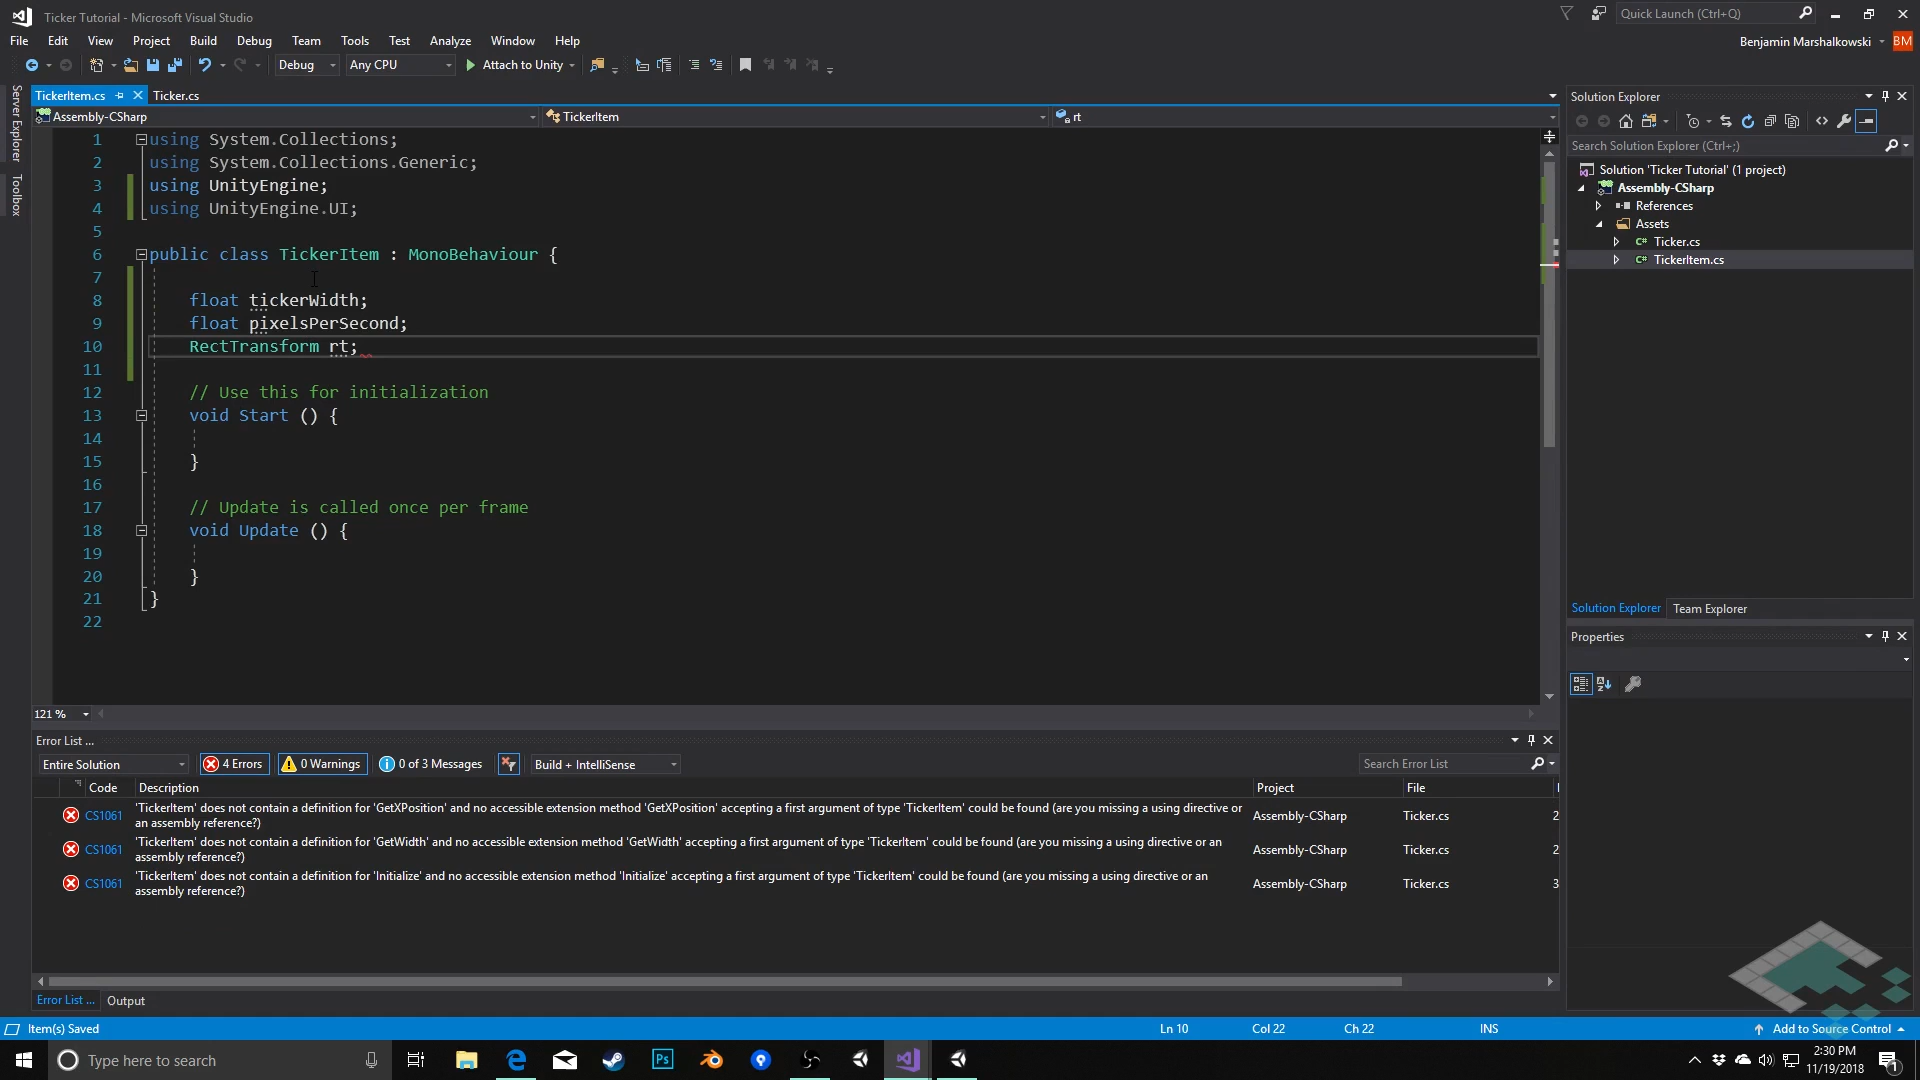 Ticker Tutorial - Microsoft Visual Studio
Quick Launch (Ctrl+Q)
File Edit View Project Build Debug Team Tools Test Analyze Window Help
Benjamin Marshalkowski BM
Debug Any CPU Attach to Unity
Server Explorer
Toolbox
TickerItem.cs Ticker.cs
Assembly-CSharp TickerItem rt
1 using System.Collections;
2 using System.Collections.Generic;
3 using UnityEngine;
4 using UnityEngine.UI;
5
6 public class TickerItem : MonoBehaviour {
7
8 float tickerWidth;
9 float pixelsPerSecond;
10 RectTransform rt;
11
12 // Use this for initialization
13 void Start () {
14
15 }
16
17 // Update is called once per frame
18 void Update () {
19
20 }
21 }
22
121 %
Solution Explorer
Search Solution Explorer (Ctrl+;)
Solution 'Ticker Tutorial' (1 project)
Assembly-CSharp
References
Assets
C# Ticker.cs
C# TickerItem.cs
Solution Explorer Team Explorer
Properties
Error List ...
Entire Solution 4 Errors 0 Warnings 0 of 3 Messages Build + IntelliSense Search Error List
Code Description Project File
CS1061 'TickerItem' does not contain a definition for 'GetXPosition' and no accessible extension method 'GetXPosition' accepting a first argument of type 'TickerItem' could be found (are you missing a using directive or
an assembly reference?) Assembly-CSharp Ticker.cs 2
CS1061 'TickerItem' does not contain a definition for 'GetWidth' and no accessible extension method 'GetWidth' accepting a first argument of type 'TickerItem' could be found (are you missing a using directive or an
assembly reference?) Assembly-CSharp Ticker.cs 2
CS1061 'TickerItem' does not contain a definition for 'Initialize' and no accessible extension method 'Initialize' accepting a first argument of type 'TickerItem' could be found (are you missing a using directive or an
assembly reference?) Assembly-CSharp Ticker.cs 3
Error List ... Output
Item(s) Saved Ln 10 Col 22 Ch 22 INS Add to Source Control
Type here to search Ps
2:30 PM
11/19/2018
1